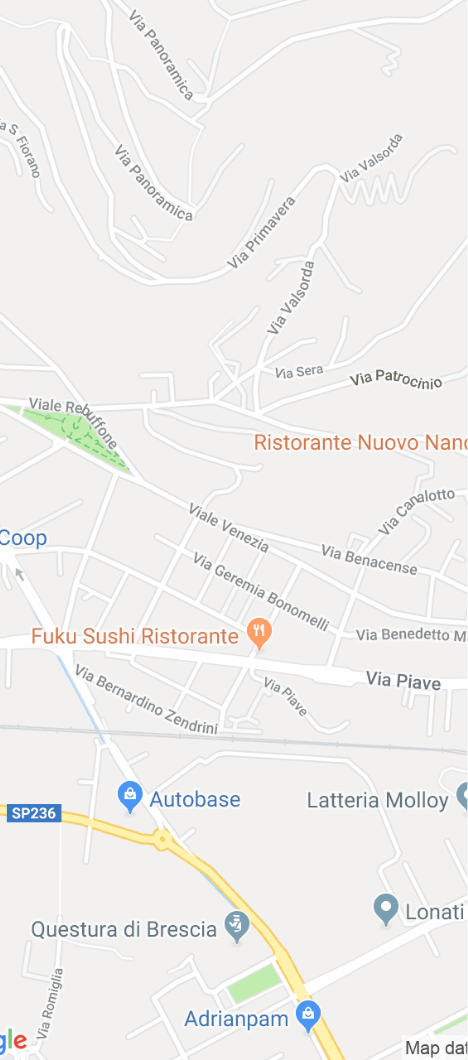 Via Panoramica
Via S. Fiorano
Via Panoramica
Via Valsorda
Via Primavera
Via Valsorda
Via Sera
Via Patrocinio
Viale Rebuffone
Ristorante Nuovo Nanc
Via Canalotto
Viale Venezia
Coop
Via Benacense
Via Geremia Bonomelli
Fuku Sushi Ristorante
Via Benedetto M
Via Piave
Via Piave
Via Bernardino Zendrini
Autobase
Latteria Molloy
SP236
Lonati
Questura di Brescia
Via Romiglia
Adrianpam
gle
Map dat